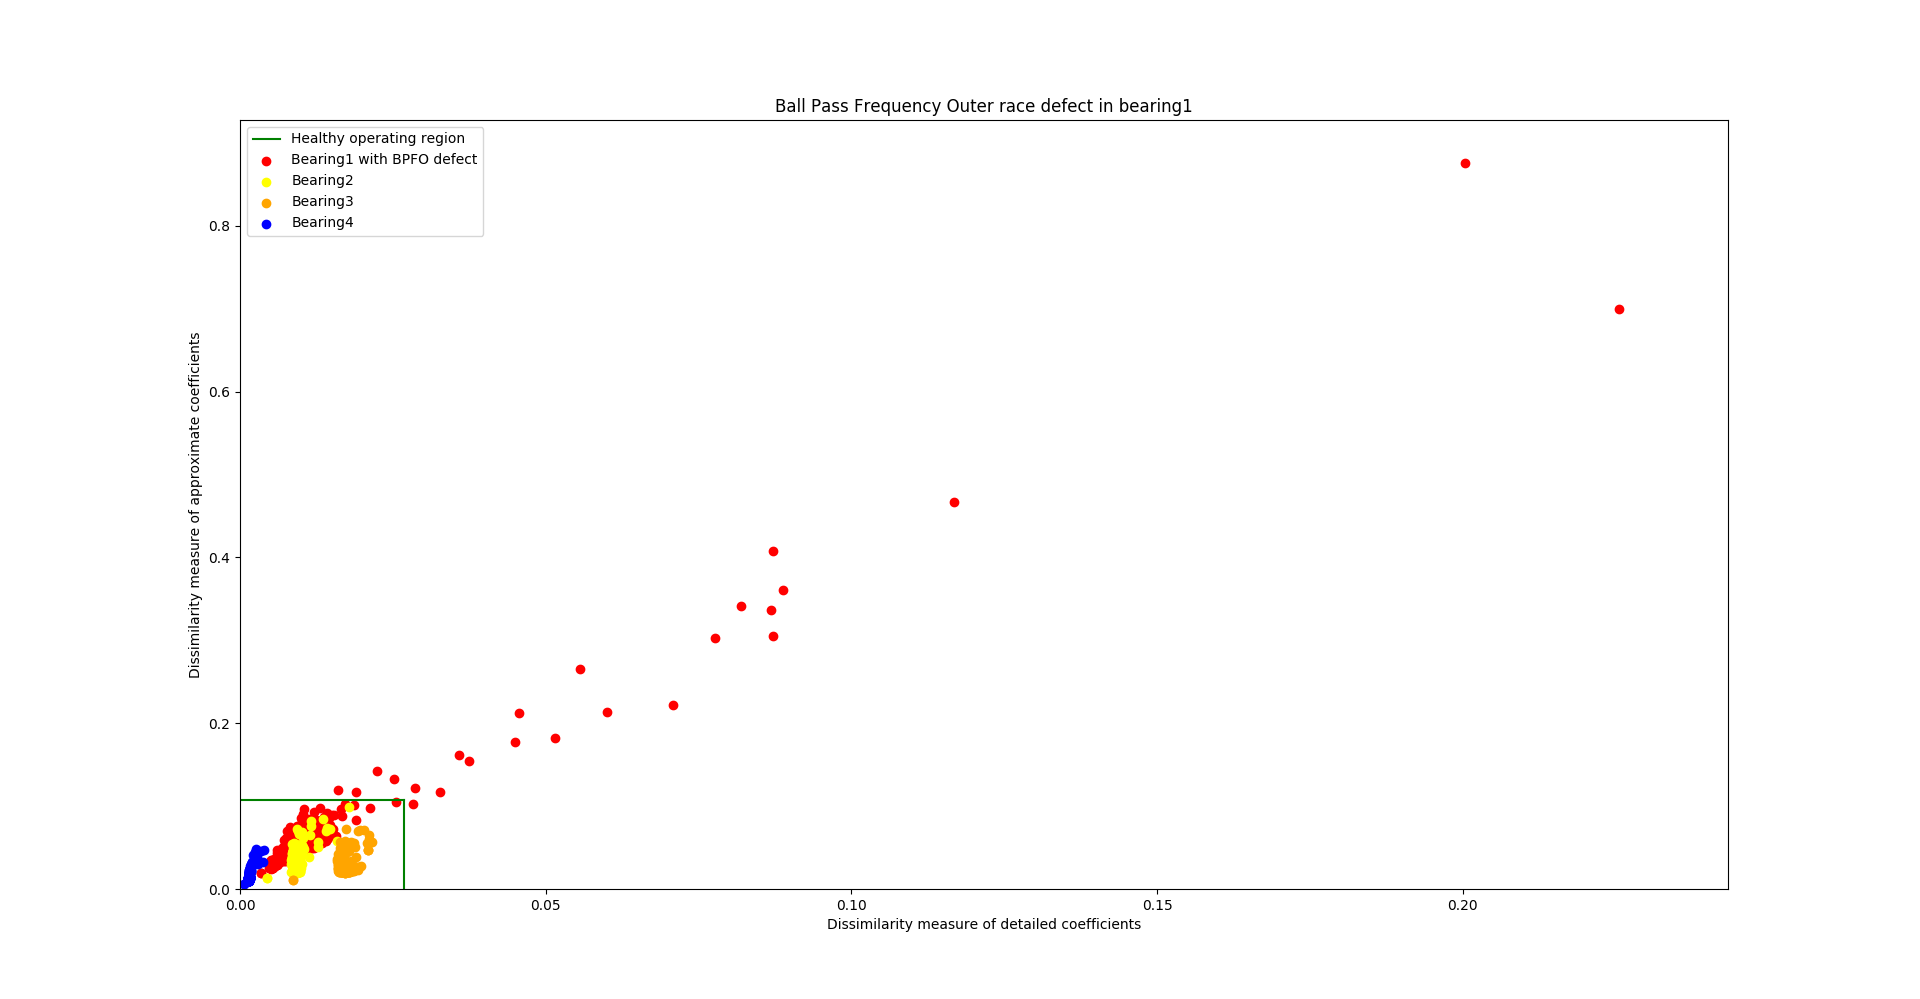 Ball Pass Frequency Outer race defect in bearing1
Healthy operating region
Bearing1 with BPFO defect
Bearing2
Bearing3
Bearing4
Dissimilarity measure of approximate coefficients
0.8
0.6
0.4
0.2
0.0
0.00 0.05 0.10 0.15 0.20
Dissimilarity measure of detailed coefficients